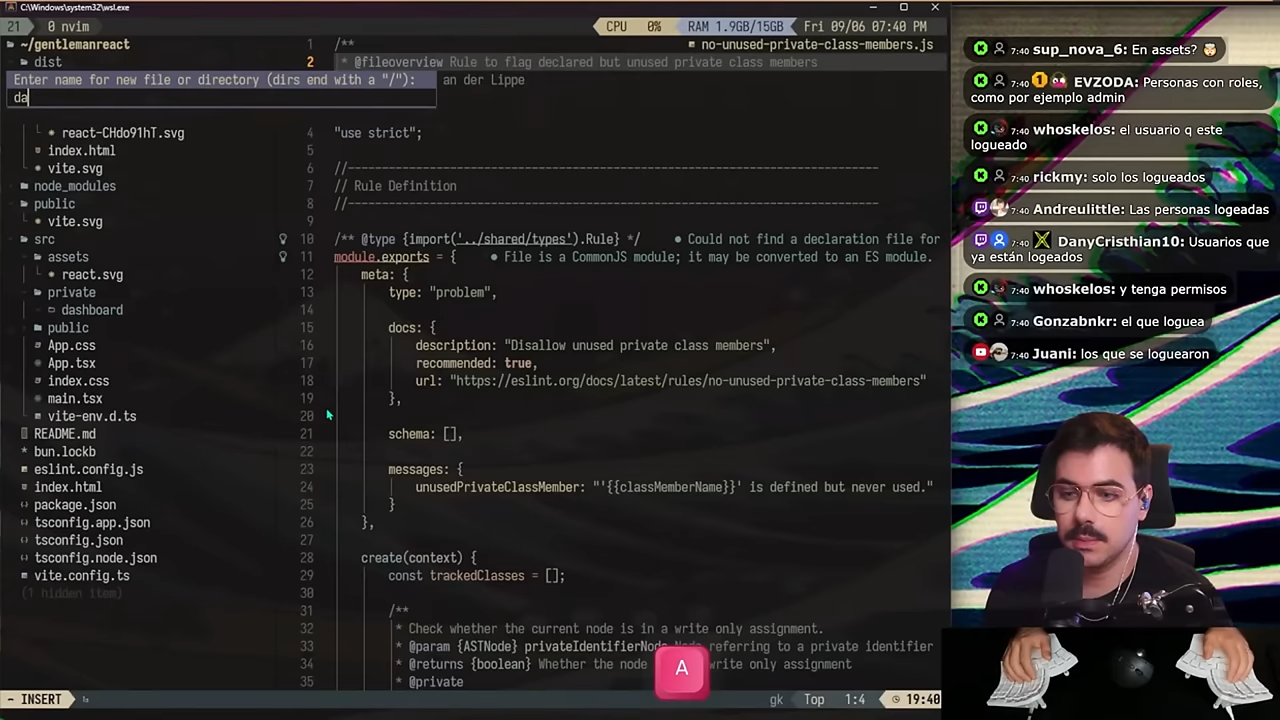 C:\Windows\system32\wsl.exe
21 0 nvim
CPU 0% RAM 1.9GB/15GB Fri 09/06 07:40 PM
~/gentlemanreact
dist
Enter name for new file or directory (dirs end with a "/"):
da
react-CHdo91hT.svg
index.html
vite.svg
node_modules
public
vite.svg
src
assets
react.svg
private
dashboard
public
App.css
App.tsx
index.css
main.tsx
vite-env.d.ts
README.md
bun.lockb
eslint.config.js
index.html
package.json
tsconfig.app.json
tsconfig.json
tsconfig.node.json
vite.config.ts
(1 hidden item)
no-unused-private-class-members.js
1 /**
2 * @fileoverview Rule to flag declared but unused private class members
an der Lippe
4 "use strict";
5
6 //------------------------------------------------------------------------------
7 // Rule Definition
8 //------------------------------------------------------------------------------
9
10 /** @type {import('../shared/types').Rule} */ ● Could not find a declaration file for
11 module.exports = { ● File is a CommonJS module; it may be converted to an ES module.
12 meta: {
13 type: "problem",
14
15 docs: {
16 description: "Disallow unused private class members",
17 recommended: true,
18 url: "https://eslint.org/docs/latest/rules/no-unused-private-class-members"
19 },
20
21 schema: [],
22
23 messages: {
24 unusedPrivateClassMember: "'{{classMemberName}}' is defined but never used."
25 }
26 },
27
28 create(context) {
29 const trackedClasses = [];
30
31 /**
32 * Check whether the current node is in a write only assignment.
33 * @param {ASTNode} privateIdentifierNode Node referring to a private identifier
34 * @returns {boolean} Whether the node write only assignment
35 * @private
A
~ INSERT
gk Top 1:4 19:40
7:40 sup_nova_6: En assets? 🤯
7:40 EVZODA: Personas con roles,
como por ejemplo admin
7:40 whoskelos: el usuario q este
logueado
7:40 rickmy: solo los logueados
7:40 Andreulittle: Las personas logeadas
7:40 DanyCristhian10: Usuarios que
ya están logeados
7:40 whoskelos: y tenga permisos
7:40 Gonzabnkr: el que loguea
7:40 Juani: los que se loguearon